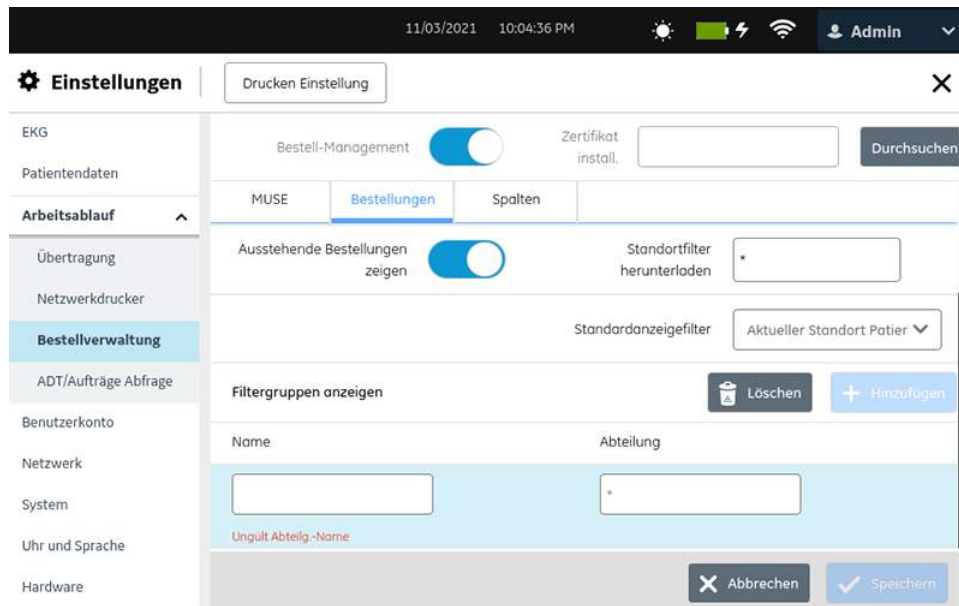 11/03/2021 10:04:36 PM Admin
Einstellungen Drucken Einstellung
EKG
Patientendaten
Arbeitsablauf
Übertragung
Netzwerkdrucker
Bestellverwaltung
ADT/Aufträge Abfrage
Benutzerkonto
Netzwerk
System
Uhr und Sprache
Hardware
Bestell-Management
Zertifikat
install.
Durchsuchen
MUSE Bestellungen Spalten
Ausstehende Bestellungen
zeigen
Standortfilter
herunterladen
*
Standardanzeigefilter Aktueller Standort Patier
Filtergruppen anzeigen Löschen Hinzufügen
Name Abteilung
*
Ungült Abteilg.-Name
Abbrechen Speichern